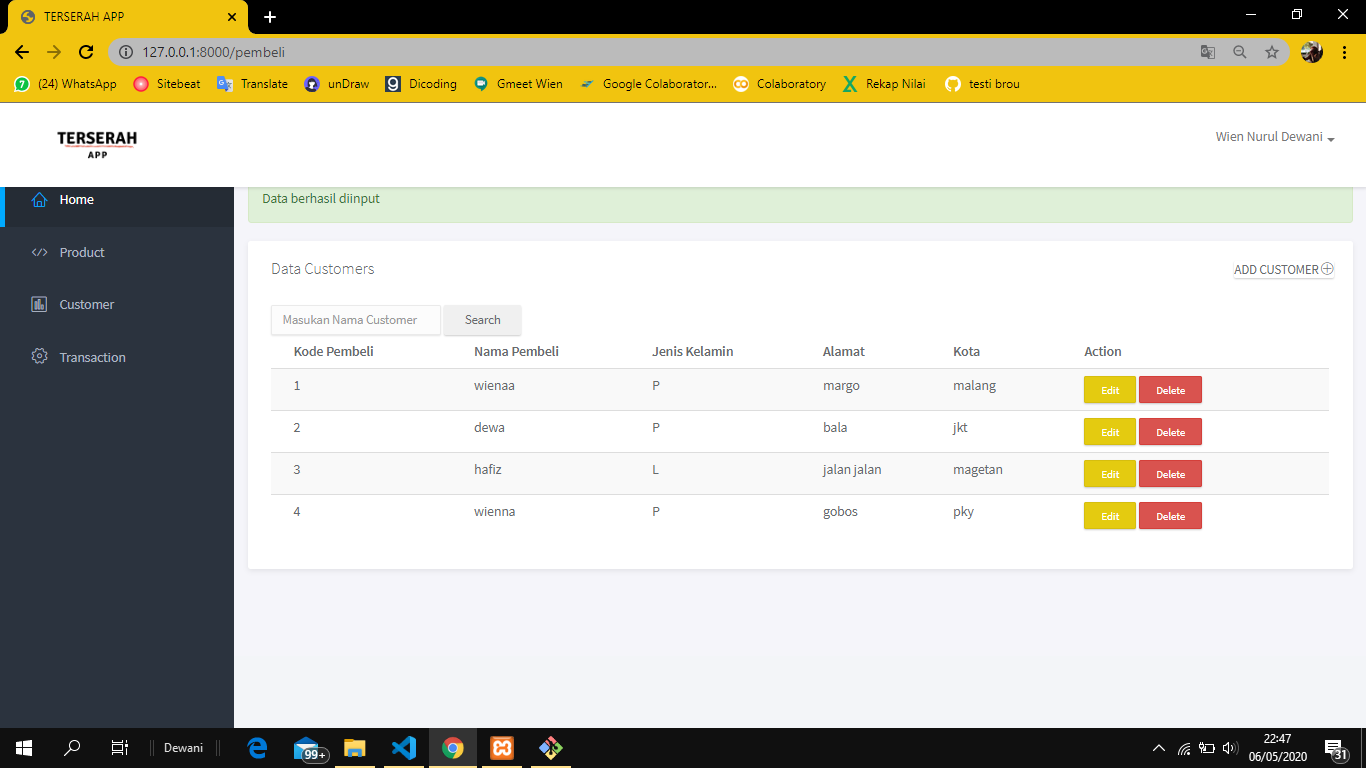 TERSERAH APP
127.0.0.1:8000/pembeli
7 (24) WhatsApp Sitebeat Translate unDraw Dicoding Gmeet Wien Google Colaborator... Colaboratory Rekap Nilai testi brou
TERSERAH
APP
Wien Nurul Dewani
Home
Product
Customer
Transaction
Data berhasil diinput
Data Customers
ADD CUSTOMER
Masukan Nama Customer Search
Kode Pembeli Nama Pembeli Jenis Kelamin Alamat Kota Action
1 wienaa P margo malang Edit Delete
2 dewa P bala jkt Edit Delete
3 hafiz L jalan jalan magetan Edit Delete
4 wienna P gobos pky Edit Delete
Dewani
99+
22:47
06/05/2020
31